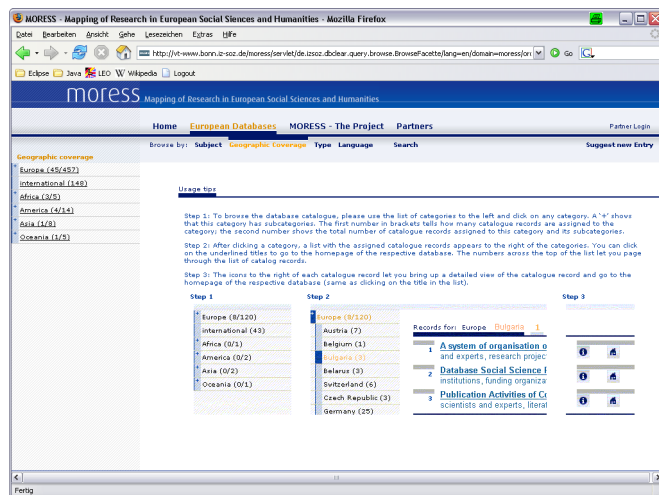 MORESS - Mapping of Research in European Social Siences and Humanities - Mozilla Firefox
Datei Bearbeiten Ansicht Gehe Lesezeichen Extras Hilfe
http://vt-www.bonn.iz-soz.de/moress/servlet/de.izsoz.dbclear.query.browse.BrowseFacette/lang=en/domain=moress/ori Go
Eclipse Java LEO W Wikipedia Logout
moress Mapping of Research in European Social Sciences and Humanities
Home European Databases MORESS - The Project Partners Partner Login
Browse by: Subject Geographic Coverage Type Language Search Suggest new Entry
Geographic coverage
+ Europe (45/457)
international (148)
+ Africa (3/5)
+ America (4/14)
+ Asia (1/8)
+ Oceania (1/5)
Usage tips
Step 1: To browse the database catalogue, please use the list of categories to the left and click on any category. A '+' shows
that this category has subcategories. The first number in brackets tells how many catalogue records are assigned to the
category; the second number shows the total number of catalogue records assigned to this category and its subcategories.
Step 2: After clicking a category, a list with the assigned catalogue records appears to the right of the categories. You can click
on the underlined titles to go to the homepage of the respective database. The numbers across the top of the list let you page
through the list of catalog records.
Step 3: The icons to the right of each catalogue record let you bring up a detailed view of the catalogue record and go to the
homepage of the respective database (same as clicking on the title in the list).
Step 1
+ Europe (8/120)
international (43)
+ Africa (0/1)
+ America (0/2)
+ Asia (0/2)
+ Oceania (0/1)
Step 2
+ Europe (8/120)
Austria (7)
Belgium (1)
Bulgaria (3)
Belarus (3)
Switzerland (6)
Czech Republic (3)
Germany (25)
Records for: Europe Bulgaria 1
1 A system of organisation o
and experts, research projec
2 Database Social Science
institutions, funding organiza
3 Publication Activities of Co
scientists and experts, literat
Step 3
Fertig